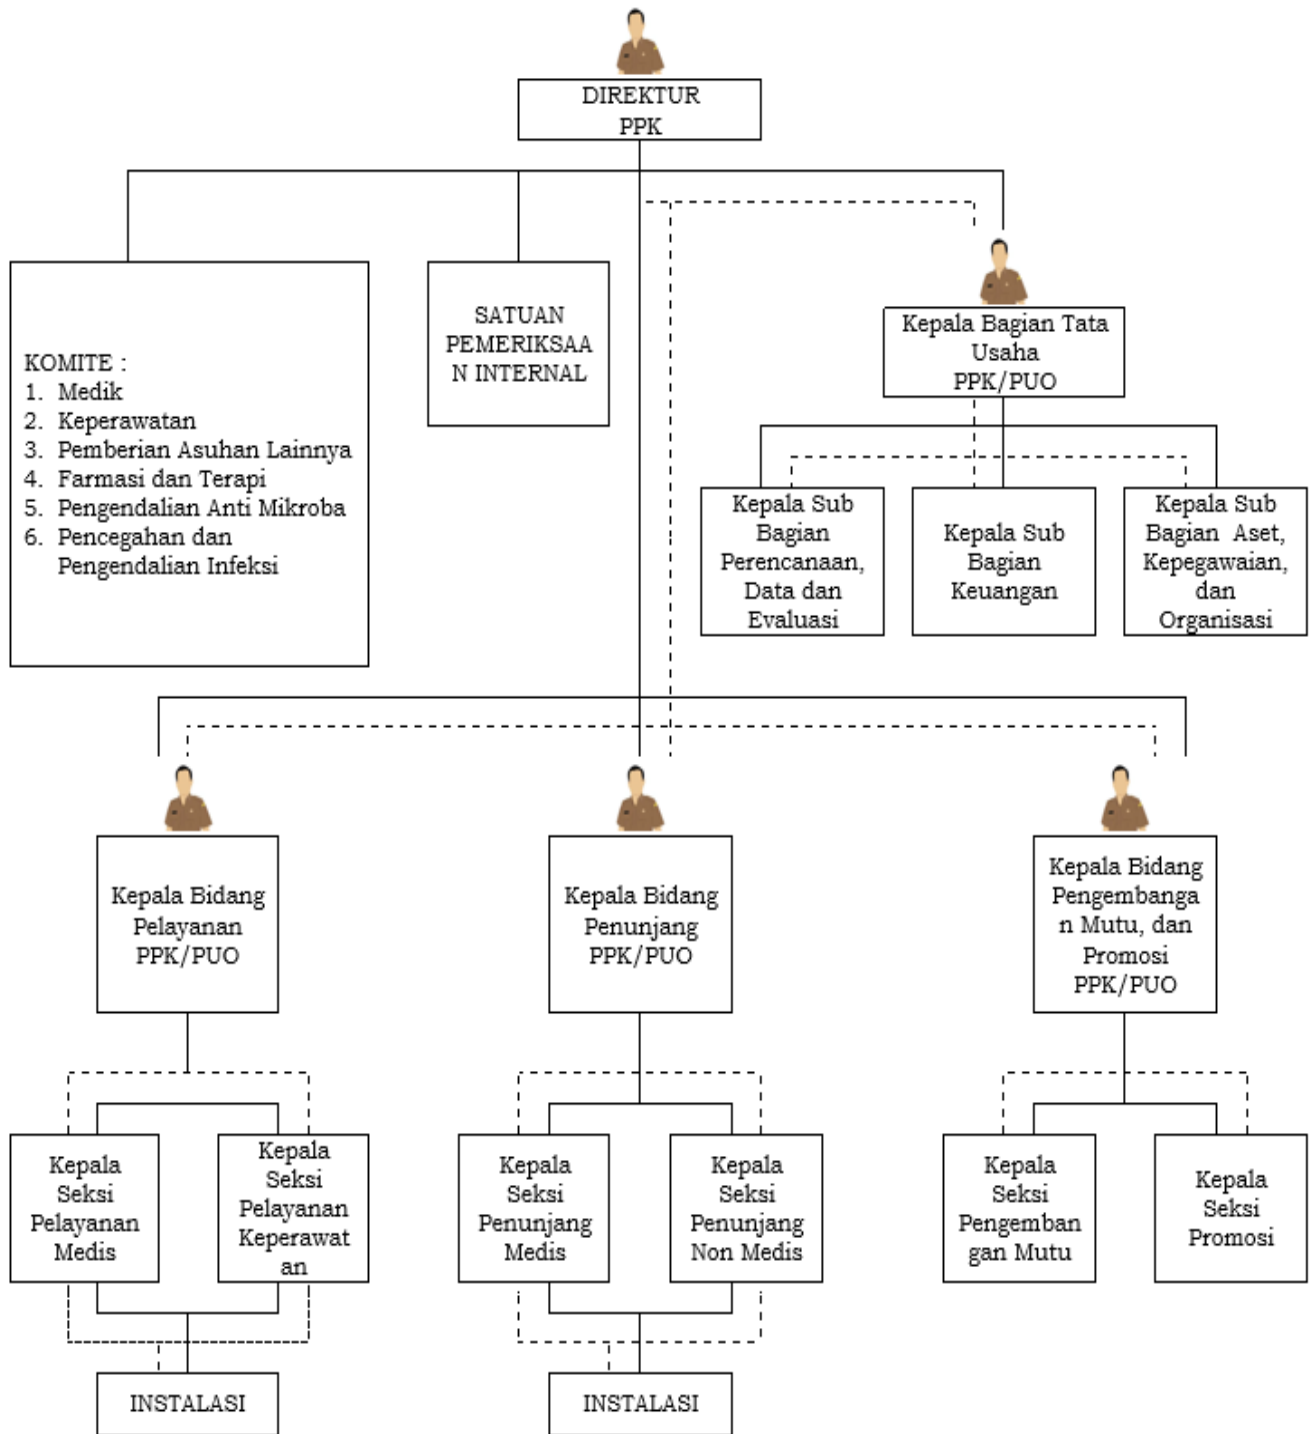 DIREKTUR
PPK
KOMITE :
1. Medik
2. Keperawatan
3. Pemberian Asuhan Lainnya
4. Farmasi dan Terapi
5. Pengendalian Anti Mikroba
6. Pencegahan dan
Pengendalian Infeksi
SATUAN
PEMERIKSAA
N INTERNAL
Kepala Bagian Tata
Usaha
PPK/PUO
Kepala Sub
Bagian
Perencanaan,
Data dan
Evaluasi
Kepala Sub
Bagian
Keuangan
Kepala Sub
Bagian Aset,
Kepegawaian,
dan
Organisasi
Kepala Bidang
Pelayanan
PPK/PUO
Kepala Bidang
Penunjang
PPK/PUO
Kepala Bidang
Pengembanga
n Mutu, dan
Promosi
PPK/PUO
Kepala
Seksi
Pelayanan
Medis
Kepala
Seksi
Pelayanan
Keperawat
an
Kepala
Seksi
Penunjang
Medis
Kepala
Seksi
Penunjang
Non Medis
Kepala
Seksi
Pengemban
gan Mutu
Kepala
Seksi
Promosi
INSTALASI
INSTALASI